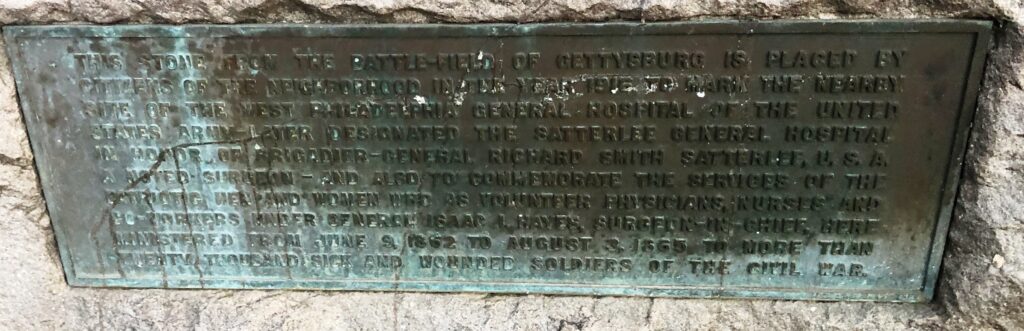 THIS STONE FROM THE BATTLE-FIELD OF GETTYSBURG IS PLACED BY
CITIZENS OF THE NEIGHBORHOOD IN THE YEAR 1916 TO MARK THE NEARBY
SITE OF THE WEST PHILADELPHIA GENERAL HOSPITAL OF THE UNITED
STATES ARMY-LATER DESIGNATED THE SATTERLEE GENERAL HOSPITAL
IN HONOR OF BRIGADIER-GENERAL RICHARD SMITH SATTERLEE, U.S.A.
A NOTED SURGEON - AND ALSO TO COMMEMORATE THE SERVICES OF THE
PATRIOTIC MEN AND WOMEN WHO AS VOLUNTEER PHYSICIANS, NURSES AND
CO-WORKERS UNDER GENERAL ISAAC I. HAYES, SURGEON-IN-CHIEF, HERE
MINISTERED FROM JUNE 9, 1862 TO AUGUST 3, 1865, TO MORE THAN
TWENTY THOUSAND SICK AND WOUNDED SOLDIERS OF THE CIVIL WAR.